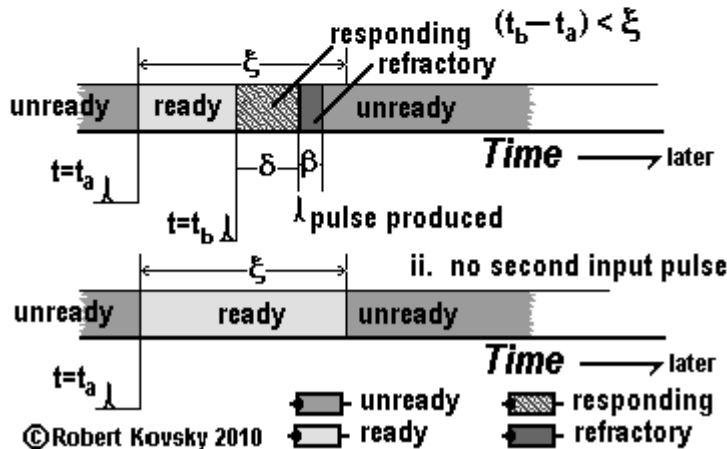 responding (t_b – t_a) < ξ
ξ refractory
unready ready unready
Time later
t=t_a δ β
t=t_b pulse produced
ξ ii. no second input pulse
unready ready unready
Time later
t=t_a
unready responding
©Robert Kovsky 2010 ready refractory